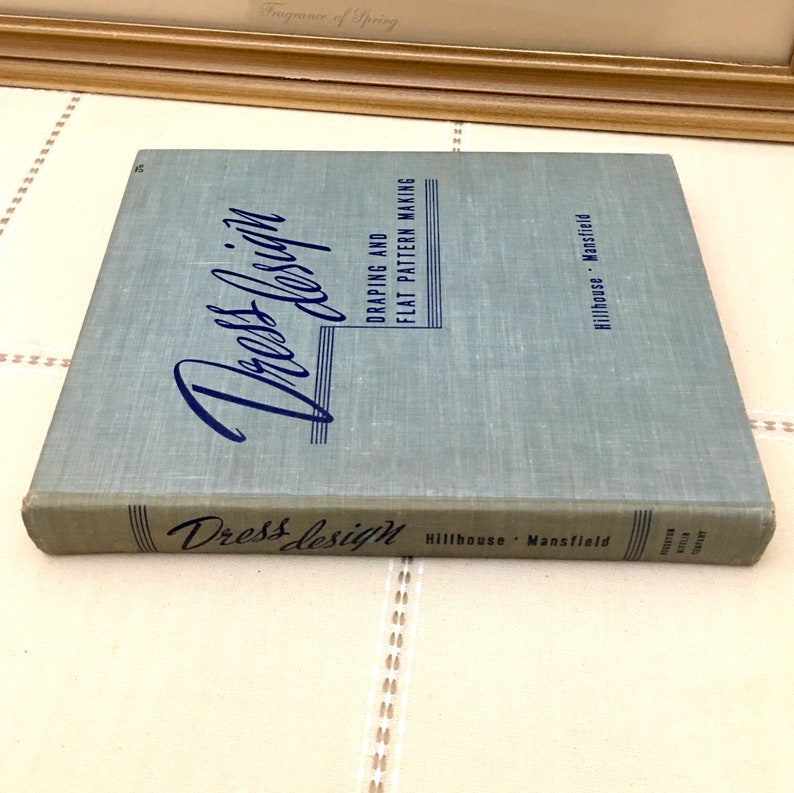 Fragrance of Spring
Dress
design
DRAPING AND
FLAT PATTERN MAKING
Hillhouse · Mansfield
Dress design Hillhouse · Mansfield
HOUGHTON
MIFFLIN
COMPANY